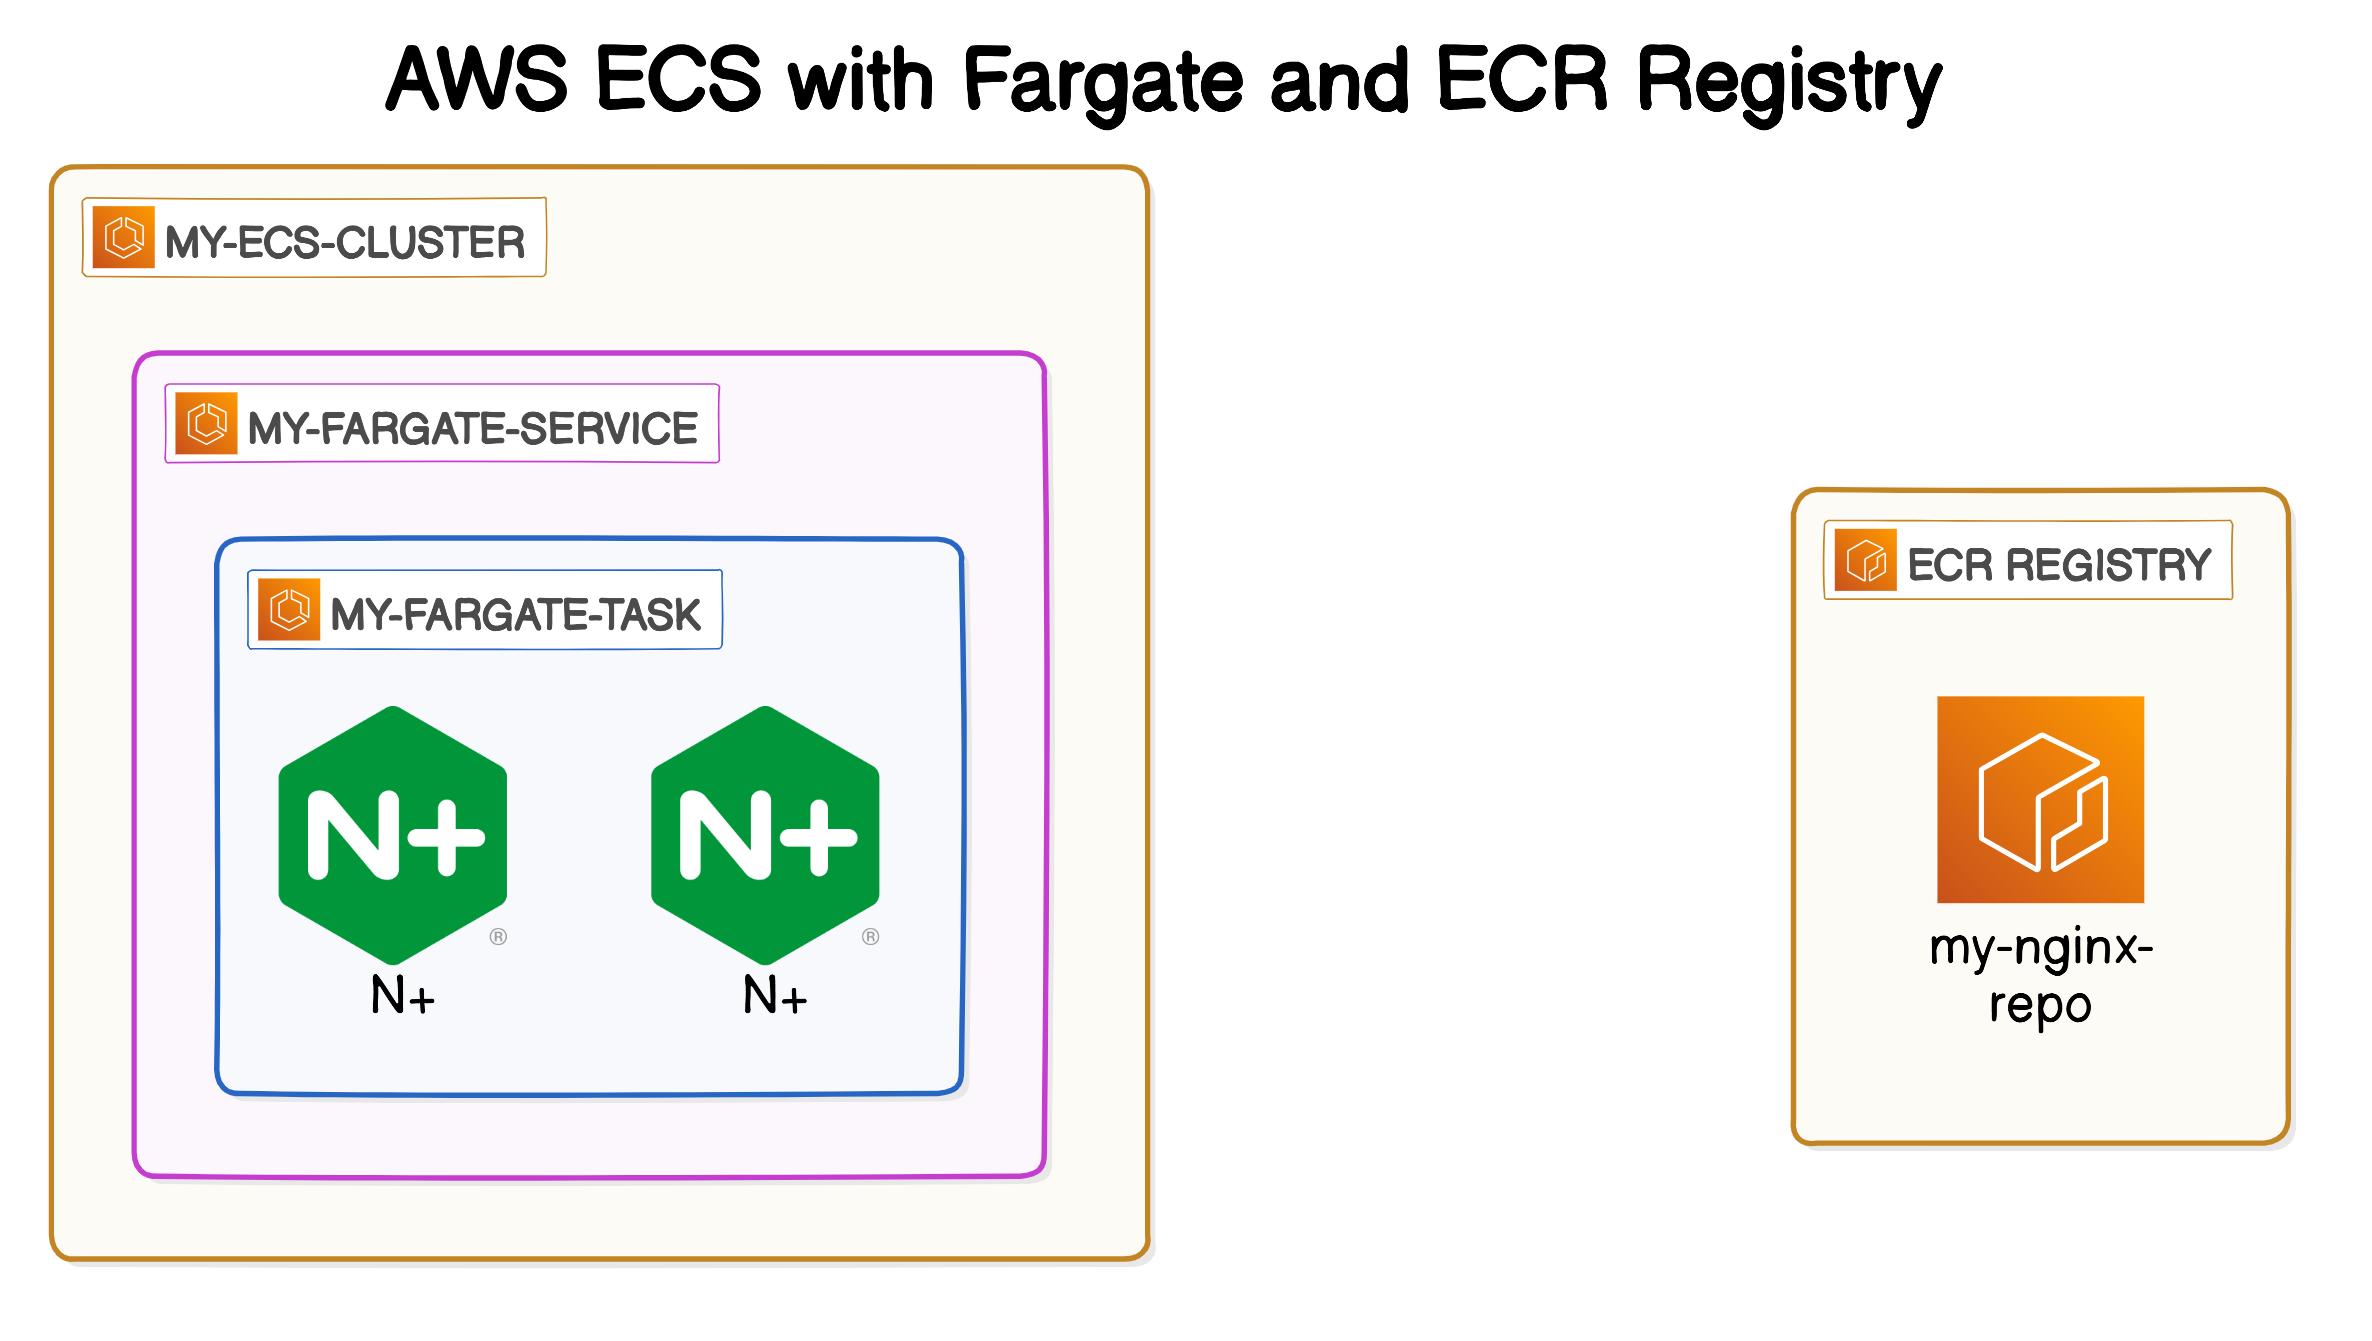 AWS ECS with Fargate and ECR Registry
MY-ECS-CLUSTER
MY-FARGATE-SERVICE
MY-FARGATE-TASK
N+ ®
N+
N+ ®
N+
ECR REGISTRY
my-nginx-
repo